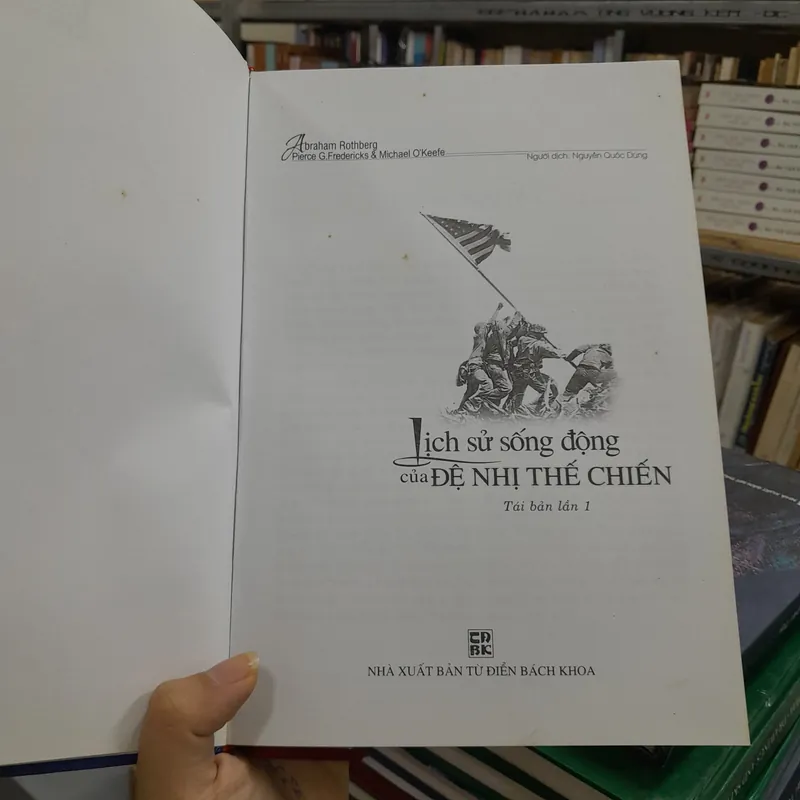 Abraham Rothberg
Pierce G.Fredericks & Michael O'Keefe
Người dịch: Nguyễn Quốc Dũng
Lịch sử sống động
của ĐỆ NHỊ THẾ CHIẾN
Tái bản lần 1
NHÀ XUẤT BẢN TỪ ĐIỂN BÁCH KHOA